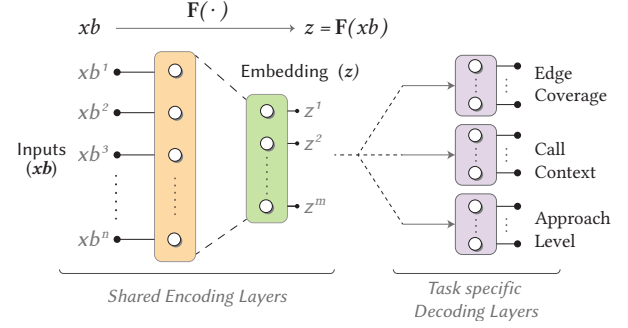 F(·)
xb
z = F(xb)
Embedding (z)
xb¹
xb²
xb³
xbⁿ
Inputs
(xb)
z¹
z²
zᵐ
Edge
Coverage
Call
Context
Approach
Level
Shared Encoding Layers
Task specific
Decoding Layers